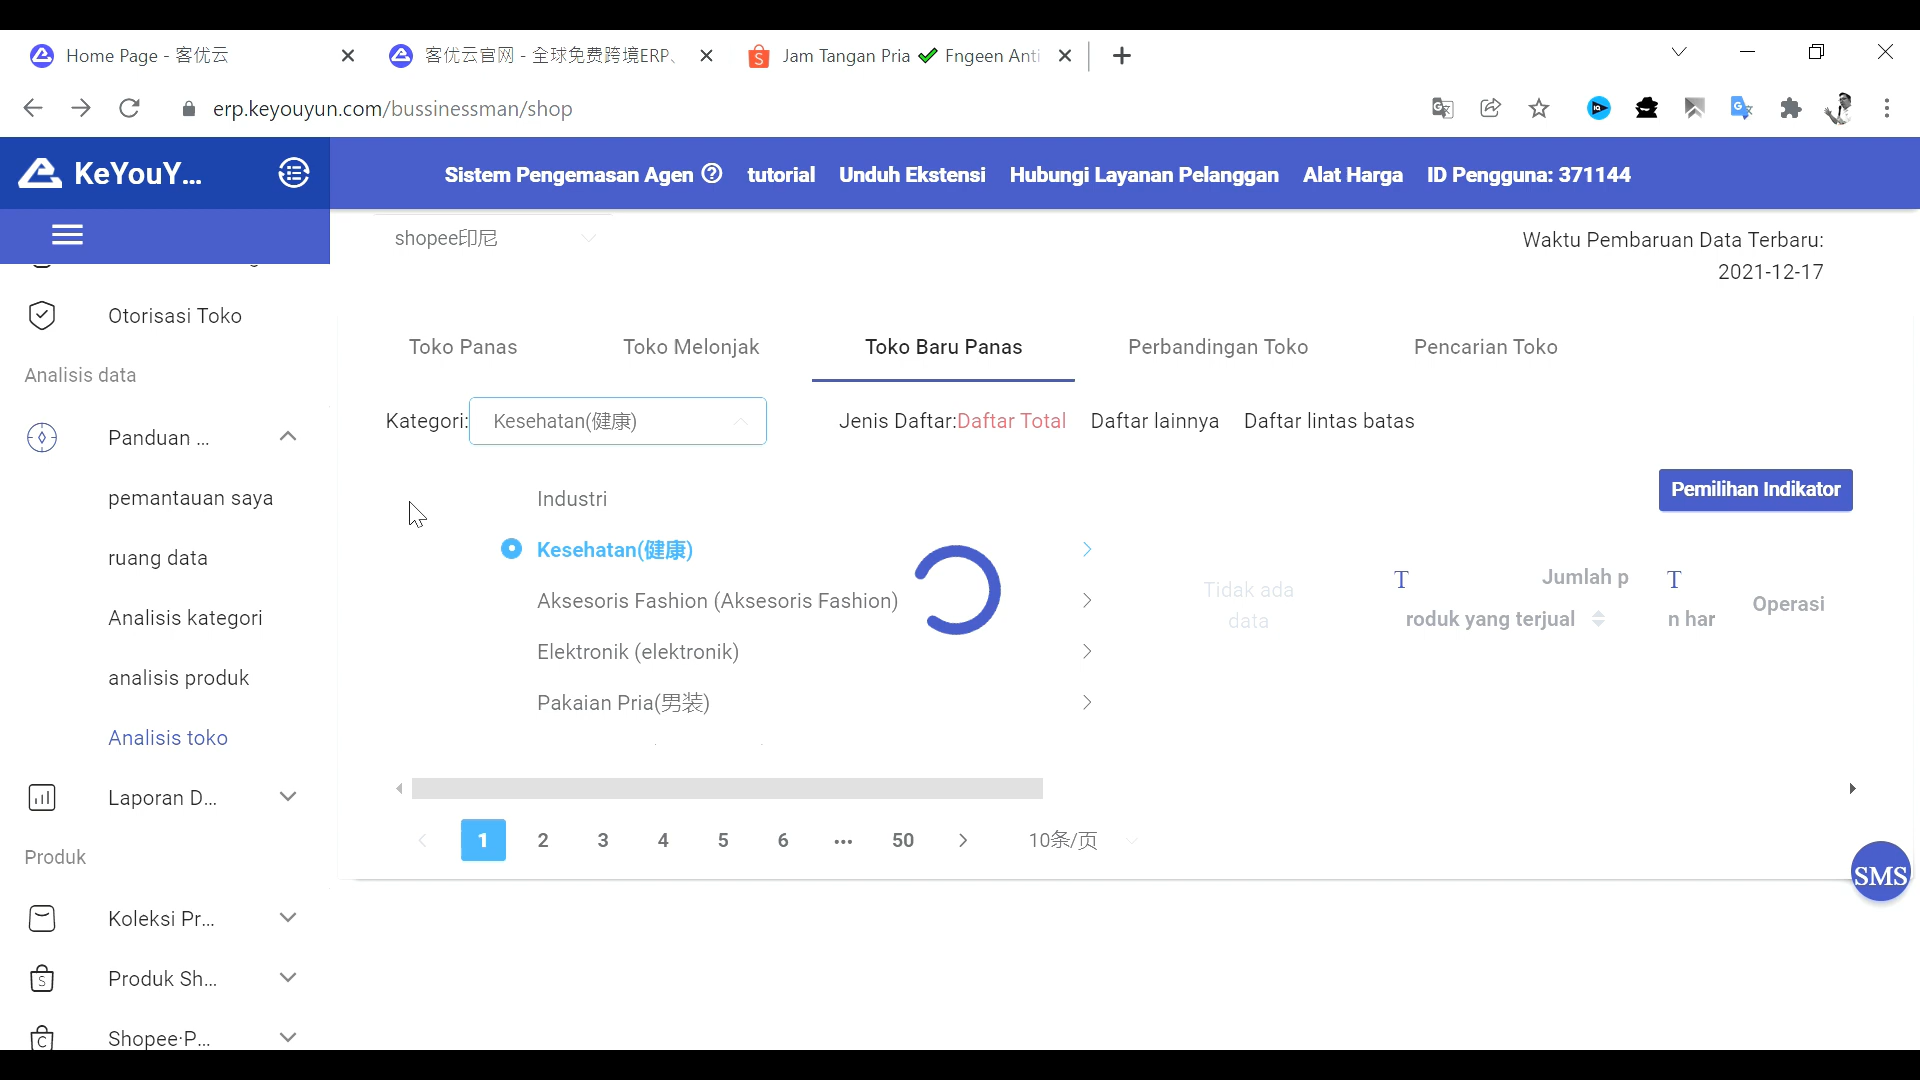 Home Page - 客优云
客优云官网 - 全球免费跨境ERP、
Jam Tangan Pria ✔ Fngeen Anti
erp.keyouyun.com/bussinessman/shop
KeYouY...
Sistem Pengemasan Agen
tutorial
Unduh Ekstensi
Hubungi Layanan Pelanggan
Alat Harga
ID Pengguna: 371144
shopee印尼
Waktu Pembaruan Data Terbaru:
2021-12-17
Otorisasi Toko
Analisis data
Panduan ...
pemantauan saya
ruang data
Analisis kategori
analisis produk
Analisis toko
Laporan D...
Produk
Koleksi Pr...
Produk Sh...
Shopee·P...
Toko Panas
Toko Melonjak
Toko Baru Panas
Perbandingan Toko
Pencarian Toko
Kategori:
Kesehatan(健康)
Jenis Daftar:Daftar Total
Daftar lainnya
Daftar lintas batas
Pemilihan Indikator
Industri
Kesehatan(健康)
Aksesoris Fashion (Aksesoris Fashion)
Elektronik (elektronik)
Pakaian Pria(男装)
Tidak ada
data
T
Jumlah p
roduk yang terjual
T
n har
Operasi
1 2 3 4 5 6 ... 50
10条/页
SMS